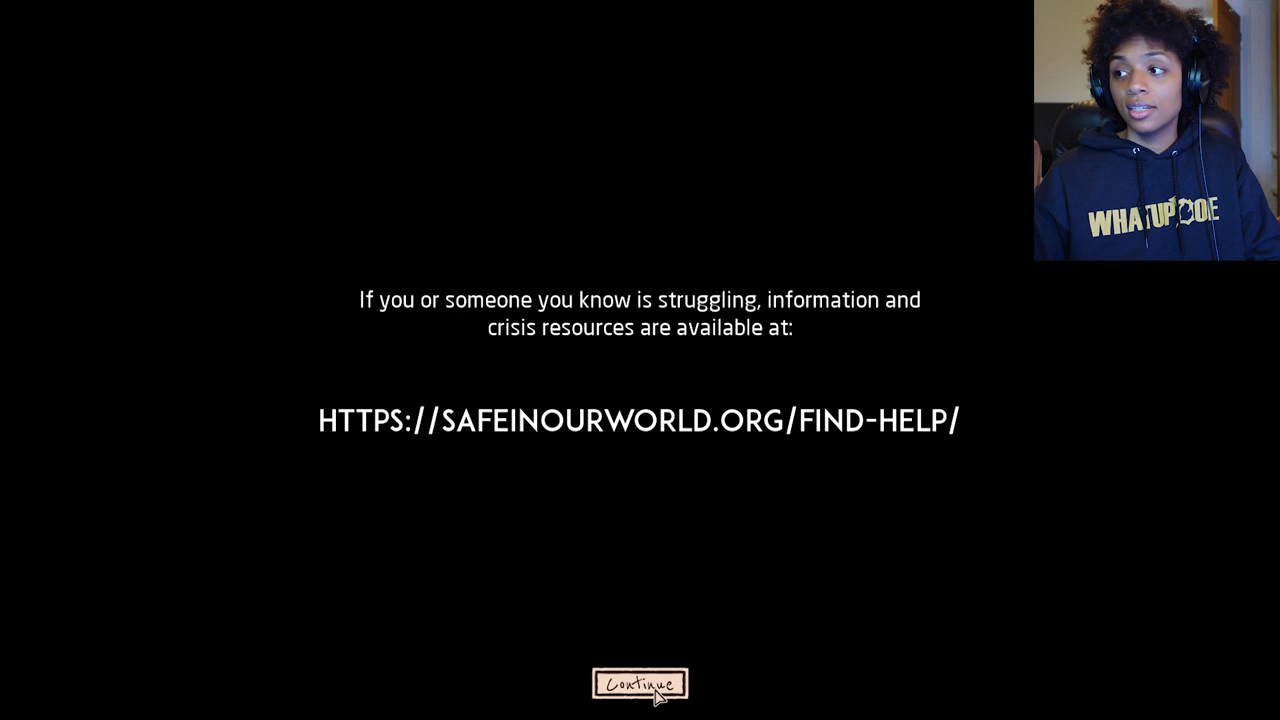 WHATUPDOE
If you or someone you know is struggling, information and
crisis resources are available at:
HTTPS://SAFEINOURWORLD.ORG/FIND-HELP/
Continue